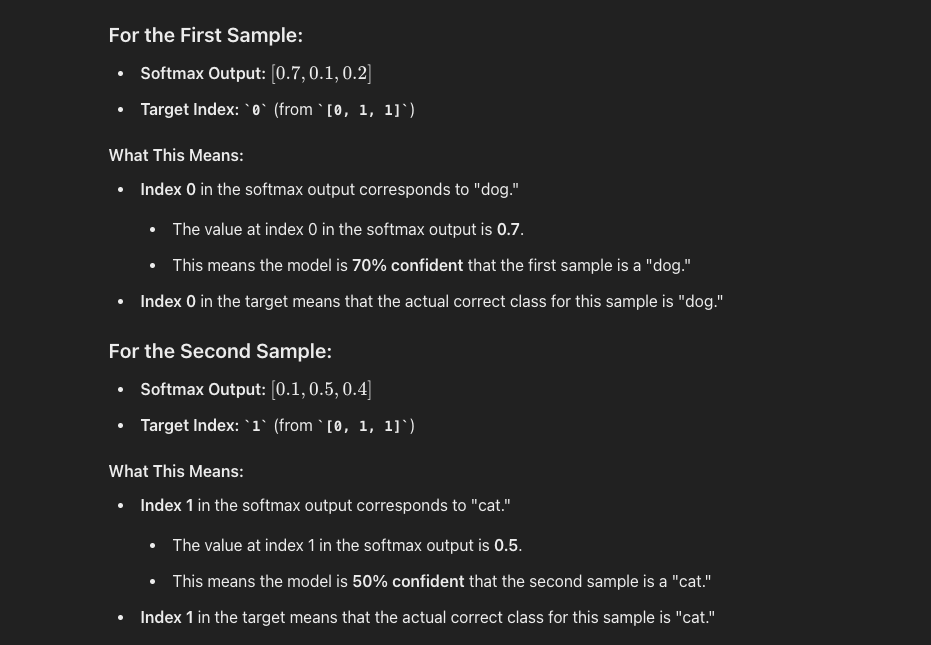 For the First Sample:
• Softmax Output: [0.7, 0.1, 0.2]
• Target Index: `0` (from `[0, 1, 1]`)
What This Means:
• Index 0 in the softmax output corresponds to "dog."
• The value at index 0 in the softmax output is 0.7.
• This means the model is 70% confident that the first sample is a "dog."
• Index 0 in the target means that the actual correct class for this sample is "dog."
For the Second Sample:
• Softmax Output: [0.1, 0.5, 0.4]
• Target Index: `1` (from `[0, 1, 1]`)
What This Means:
• Index 1 in the softmax output corresponds to "cat."
• The value at index 1 in the softmax output is 0.5.
• This means the model is 50% confident that the second sample is a "cat."
• Index 1 in the target means that the actual correct class for this sample is "cat."